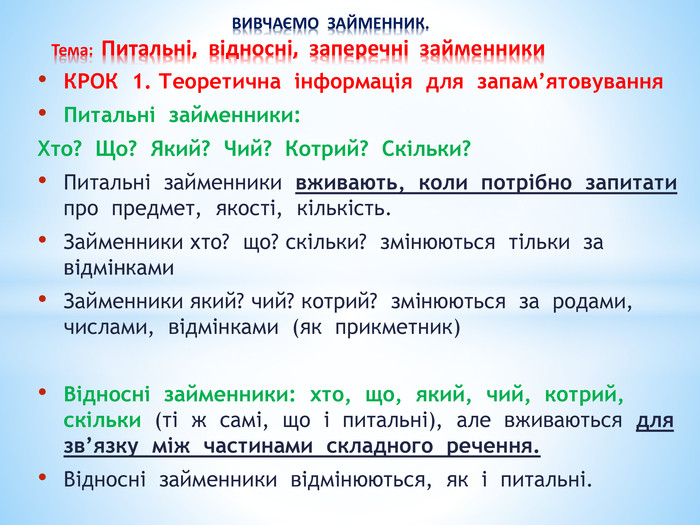 ВИВЧАЄМО ЗАЙМЕННИК.
Тема: Питальні, відносні, заперечні займенники
• КРОК 1. Теоретична інформація для запам’ятовування
• Питальні займенники:
Хто? Що? Який? Чий? Котрий? Скільки?
• Питальні займенники вживають, коли потрібно запитати
про предмет, якості, кількість.
• Займенники хто? що? скільки? змінюються тільки за
відмінками
• Займенники який? чий? котрий? змінюються за родами,
числами, відмінками (як прикметник)
• Відносні займенники: хто, що, який, чий, котрий,
скільки (ті ж самі, що і питальні), але вживаються для
зв’язку між частинами складного речення.
• Відносні займенники відмінюються, як і питальні.